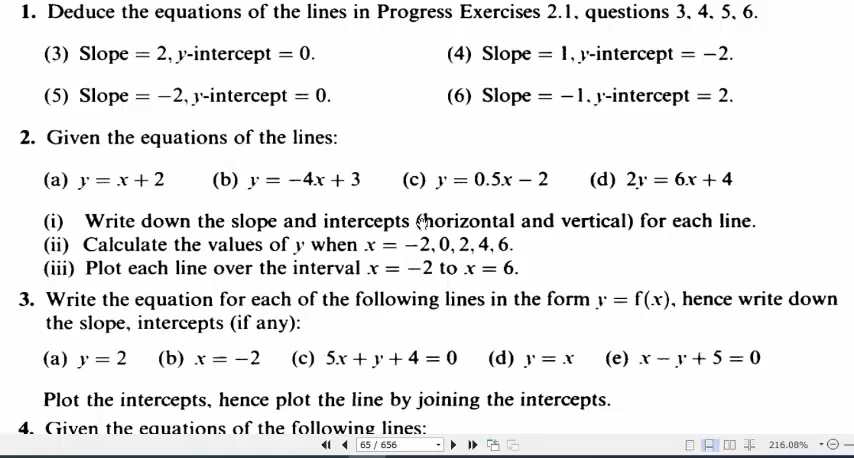 1. Deduce the equations of the lines in Progress Exercises 2.1, questions 3, 4, 5, 6.
(3) Slope = 2, y-intercept = 0. (4) Slope = 1, y-intercept = −2.
(5) Slope = −2, y-intercept = 0. (6) Slope = −1, y-intercept = 2.
2. Given the equations of the lines:
(a) y = x + 2 (b) y = −4x + 3 (c) y = 0.5x − 2 (d) 2y = 6x + 4
(i) Write down the slope and intercepts (horizontal and vertical) for each line.
(ii) Calculate the values of y when x = −2, 0, 2, 4, 6.
(iii) Plot each line over the interval x = −2 to x = 6.
3. Write the equation for each of the following lines in the form y = f(x), hence write down
the slope, intercepts (if any):
(a) y = 2 (b) x = −2 (c) 5x + y + 4 = 0 (d) y = x (e) x − y + 5 = 0
Plot the intercepts, hence plot the line by joining the intercepts.
4. Given the equations of the following lines:
65 / 656 216.08%